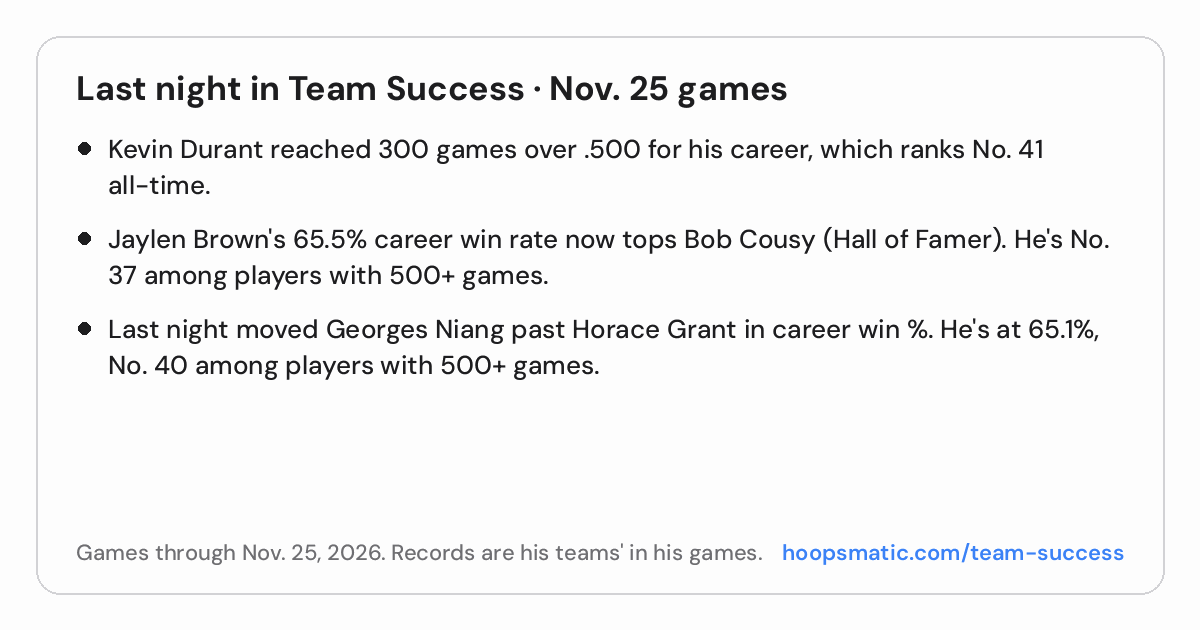 Last night in Team Success · Nov. 25 games
● Kevin Durant reached 300 games over .500 for his career, which ranks No. 41
all-time.
● Jaylen Brown's 65.5% career win rate now tops Bob Cousy (Hall of Famer). He's No.
37 among players with 500+ games.
● Last night moved Georges Niang past Horace Grant in career win %. He's at 65.1%,
No. 40 among players with 500+ games.
Games through Nov. 25, 2026. Records are his teams' in his games. hoopsmatic.com/team-success